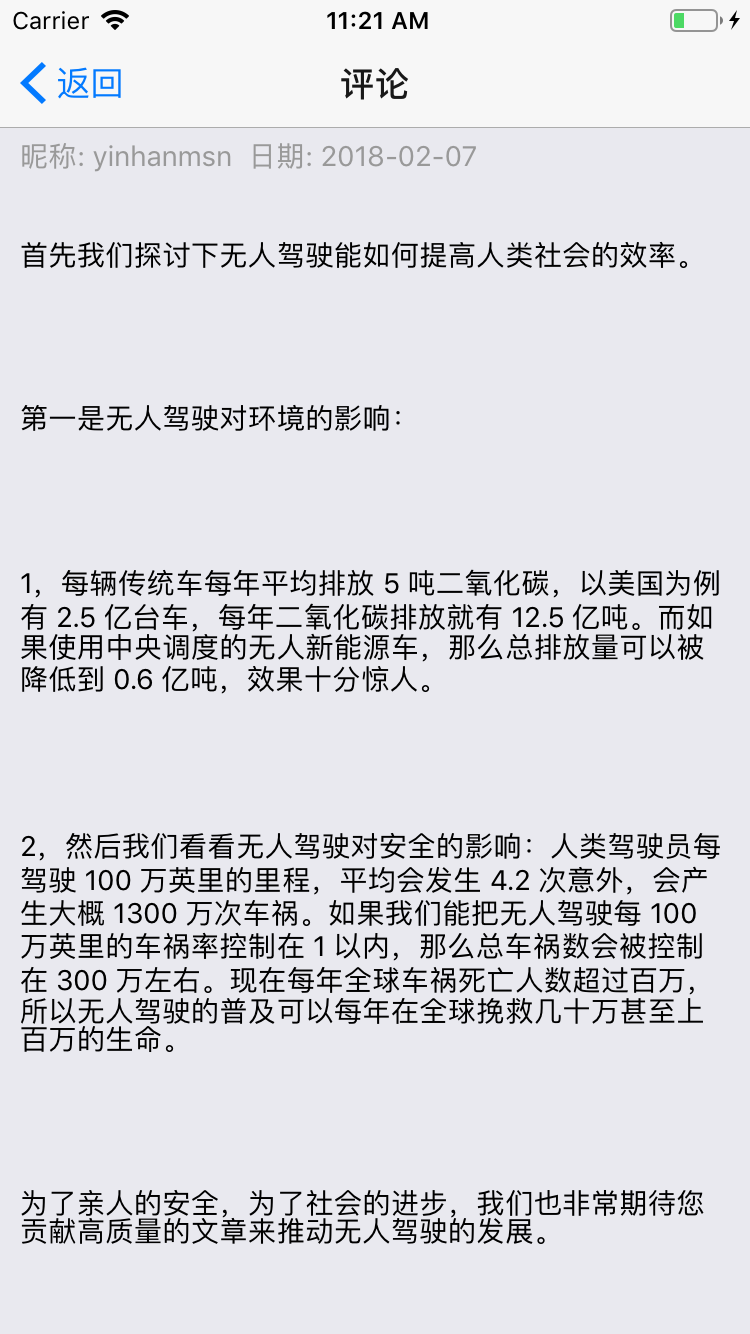 Carrier 11:21 AM
返回 评论
昵称: yinhanmsn 日期: 2018-02-07
首先我们探讨下无人驾驶能如何提高人类社会的效率。
第一是无人驾驶对环境的影响：
1，每辆传统车每年平均排放 5 吨二氧化碳，以美国为例
有 2.5 亿台车，每年二氧化碳排放就有 12.5 亿吨。而如
果使用中央调度的无人新能源车，那么总排放量可以被
降低到 0.6 亿吨，效果十分惊人。
2，然后我们看看无人驾驶对安全的影响：人类驾驶员每
驾驶 100 万英里的里程，平均会发生 4.2 次意外，会产
生大概 1300 万次车祸。如果我们能把无人驾驶每 100
万英里的车祸率控制在 1 以内，那么总车祸数会被控制
在 300 万左右。现在每年全球车祸死亡人数超过百万，
所以无人驾驶的普及可以每年在全球挽救几十万甚至上
百万的生命。
为了亲人的安全，为了社会的进步，我们也非常期待您
贡献高质量的文章来推动无人驾驶的发展。